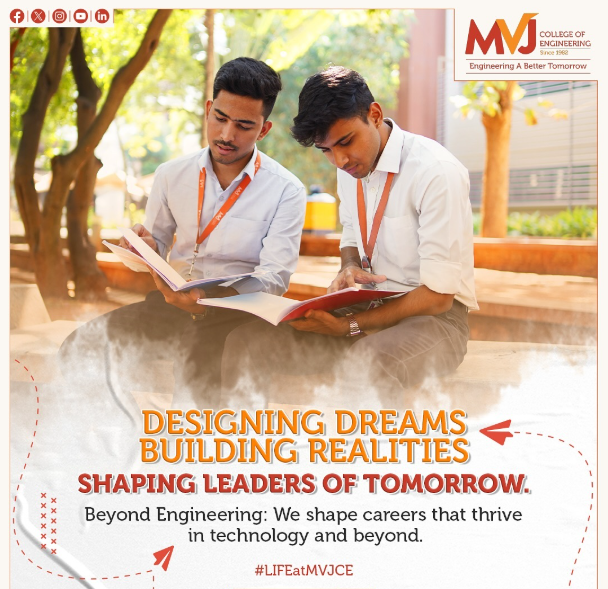 MVJ
COLLEGE OF
ENGINEERING
Since 1982
Engineering A Better Tomorrow
DESIGNING DREAMS
BUILDING REALITIES
SHAPING LEADERS OF TOMORROW.
Beyond Engineering: We shape careers that thrive
in technology and beyond.
#LIFEatMVJCE